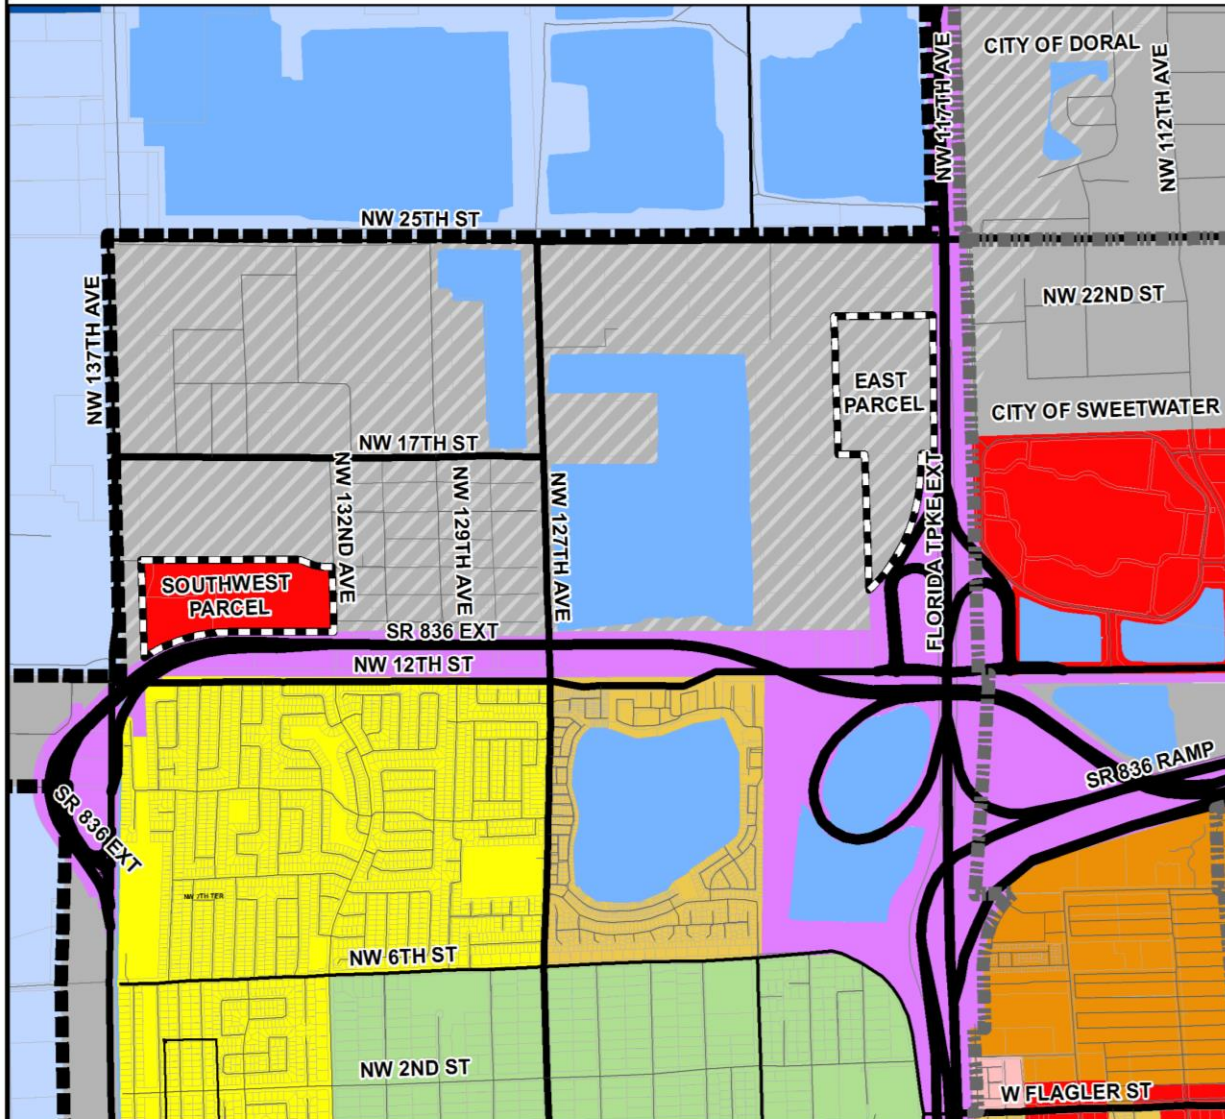 CITY OF DORAL
NW 117TH AVE
NW 112TH AVE
NW 25TH ST
NW 137TH AVE
NW 22ND ST
EAST
PARCEL
CITY OF SWEETWATER
NW 17TH ST
NW 132ND AVE
NW 129TH AVE
NW 127TH AVE
FLORIDA TPKE EXT
SOUTHWEST
PARCEL
SR 836 EXT
NW 12TH ST
SR 836 RAMP
SR 836 EXT
NW 7TH TER
NW 6TH ST
NW 2ND ST
W FLAGLER ST